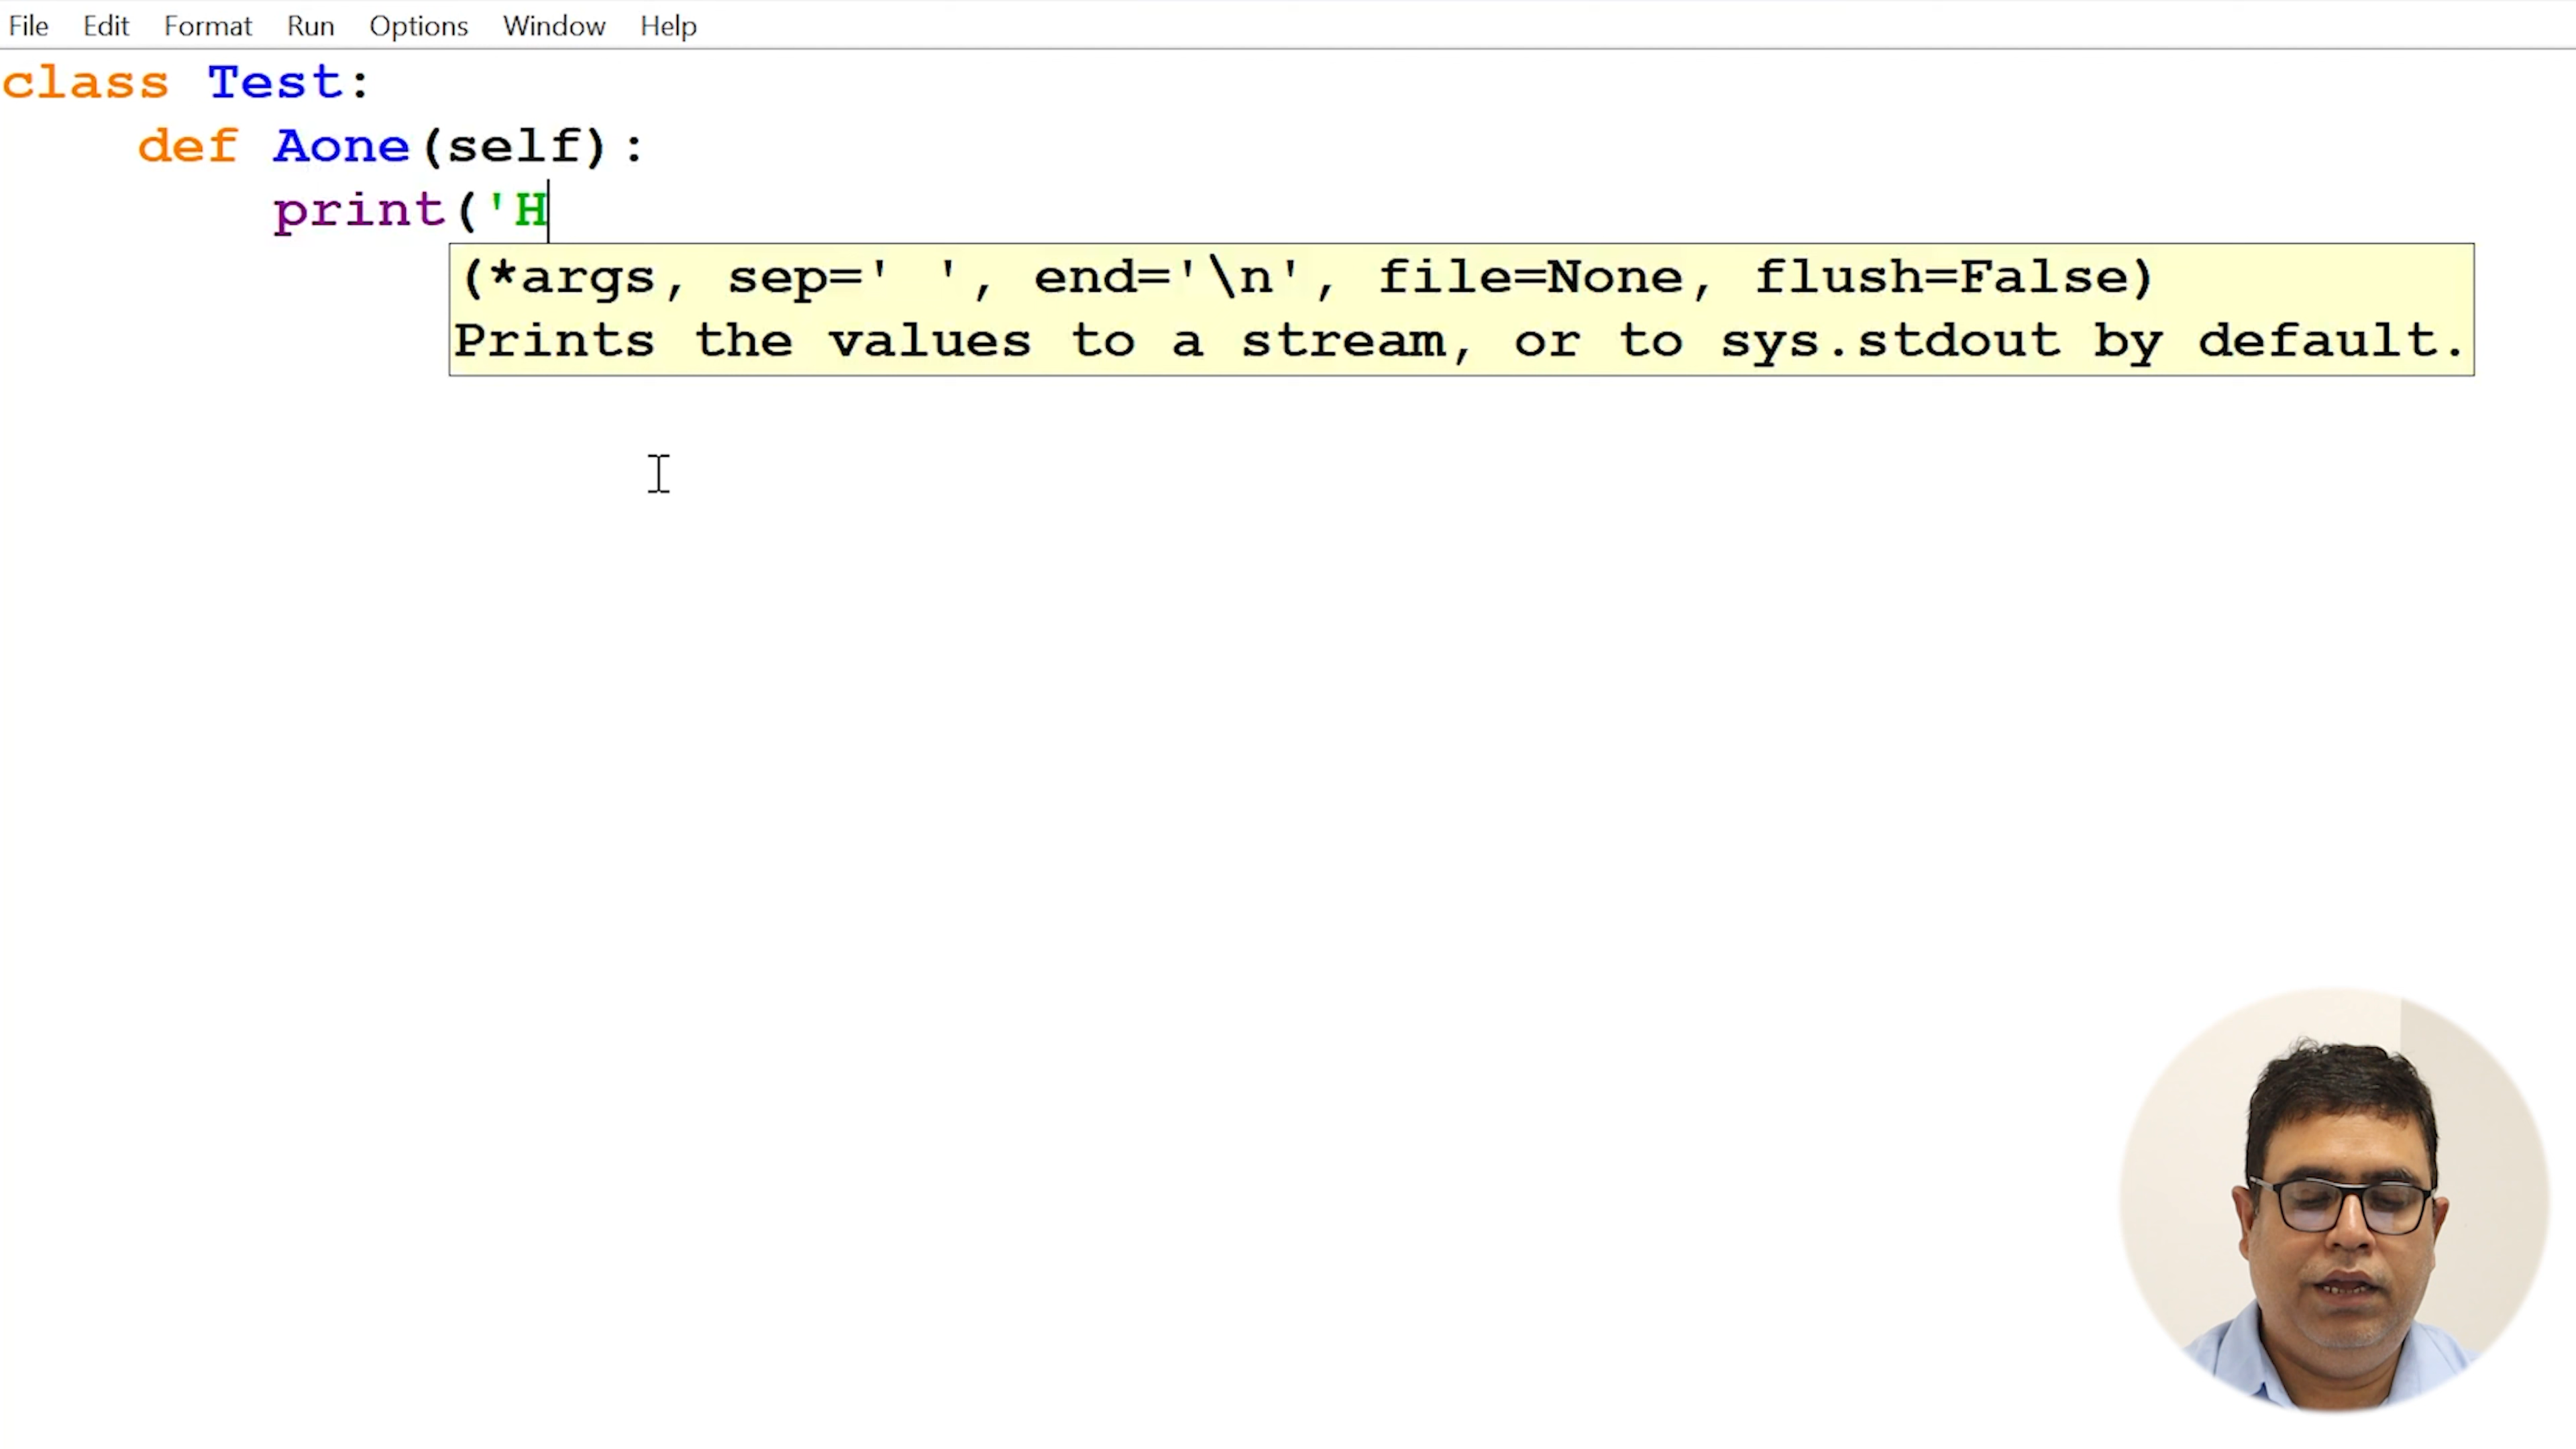 File Edit Format Run Options Window Help
class Test:
    def Aone(self):
        print('H
(*args, sep=' ', end='\n', file=None, flush=False)
Prints the values to a stream, or to sys.stdout by default.